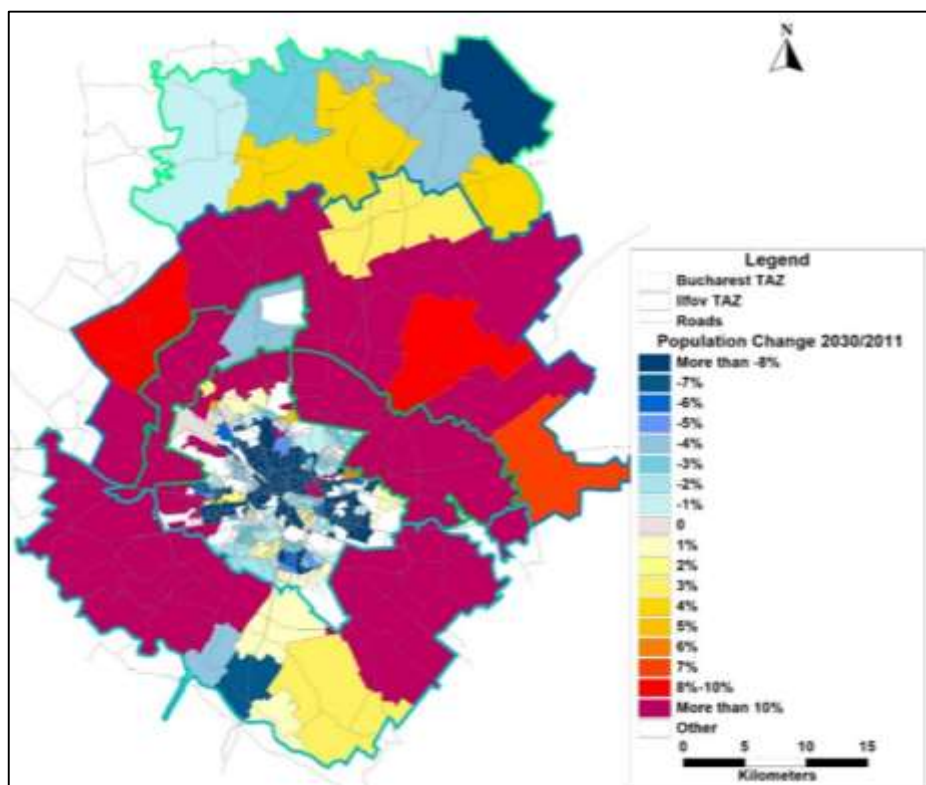 N
Legend
Bucharest TAZ
Ilfov TAZ
Roads
Population Change 2030/2011
More than -8%
-7%
-6%
-5%
-4%
-3%
-2%
-1%
0
1%
2%
3%
4%
5%
6%
7%
8%-10%
More than 10%
Other
0 5 10 15
Kilometers